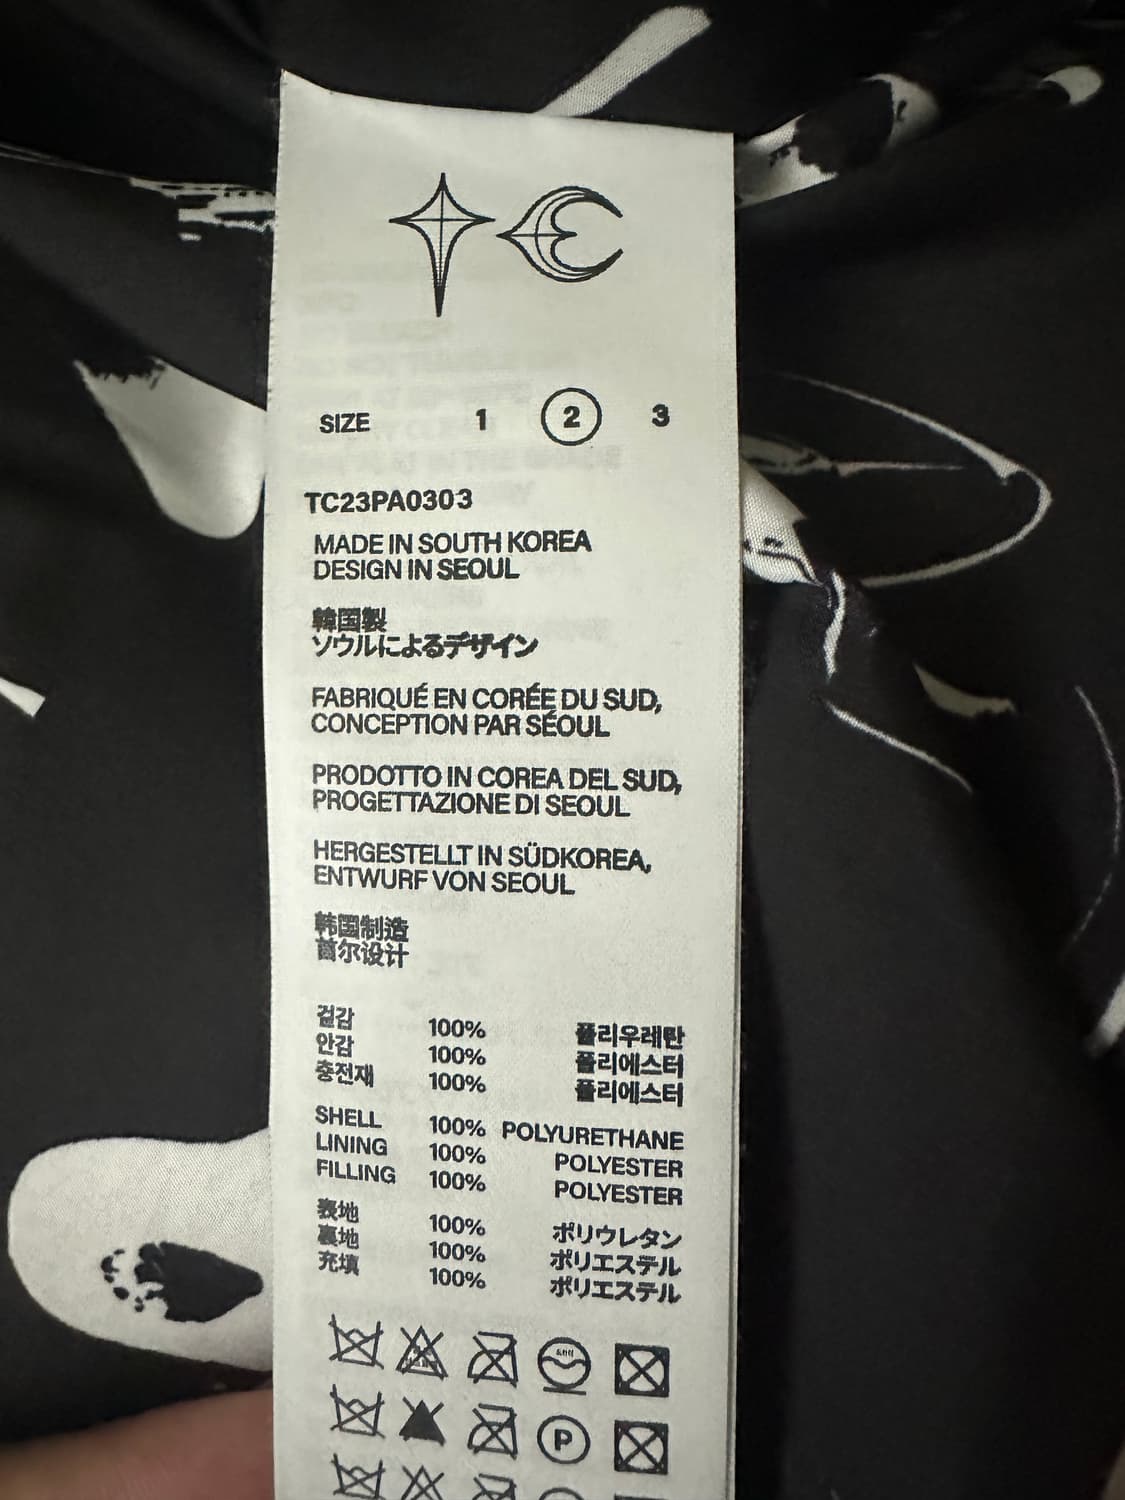 SIZE 1 2 3
TC23PA0303
MADE IN SOUTH KOREA
DESIGN IN SEOUL
韓国製
ソウルによるデザイン
FABRIQUÉ EN CORÉE DU SUD,
CONCEPTION PAR SÉOUL
PRODOTTO IN COREA DEL SUD,
PROGETTAZIONE DI SEOUL
HERGESTELLT IN SÜDKOREA,
ENTWURF VON SEOUL
韩国制造
首尔设计
겉감 100% 폴리우레탄
안감 100% 폴리에스터
충전재 100% 폴리에스터
SHELL 100% POLYURETHANE
LINING 100% POLYESTER
FILLING 100% POLYESTER
表地 100% ポリウレタン
裏地 100% ポリエステル
充填 100% ポリエステル
P